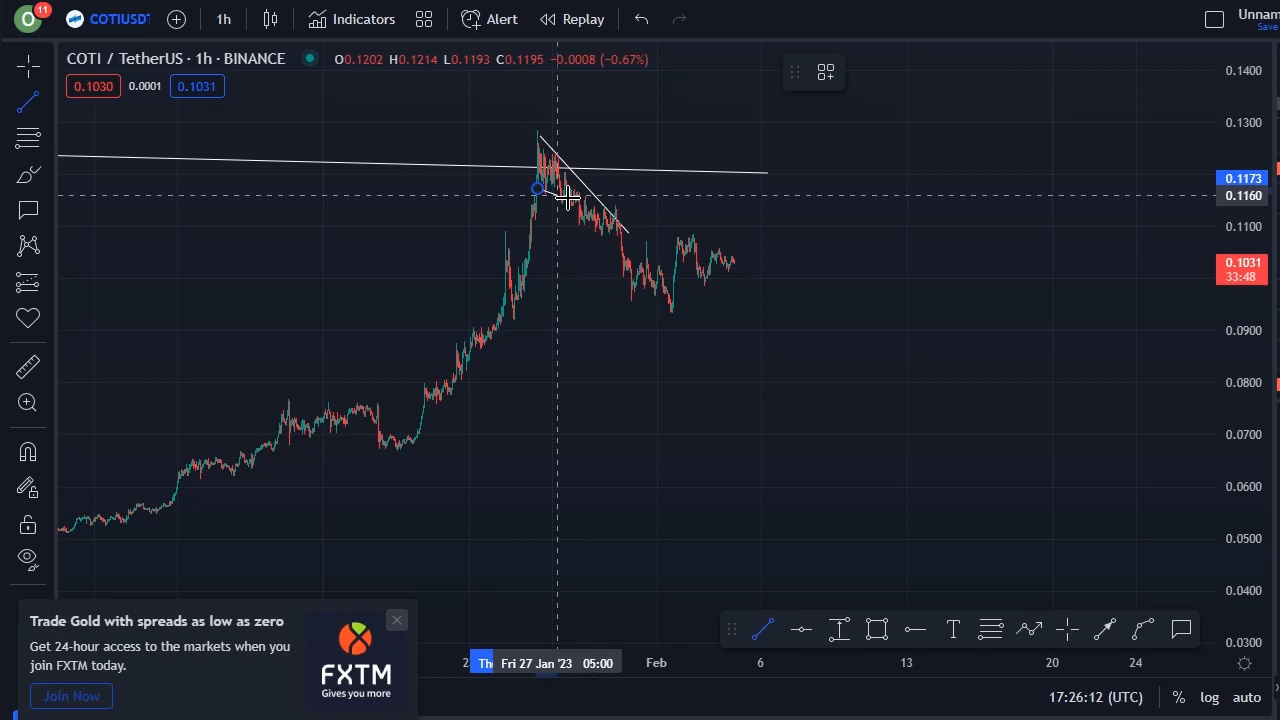 O 11 COTIUSDT 1h Indicators Alert Replay Unnam
Save
COTI / TetherUS · 1h · BINANCE O0.1202 H0.1214 L0.1193 C0.1195 −0.0008 (−0.67%)
0.1030 0.0001 0.1031
0.1400
0.1300
0.1173
0.1160
0.1100
0.1031
33:48
0.0900
0.0800
0.0700
0.0600
0.0500
0.0400
0.0300
Trade Gold with spreads as low as zero
Get 24-hour access to the markets when you
join FXTM today.
Join Now
FXTM
Gives you more
T
2 Th Fri 27 Jan '23 05:00 Feb 6 13 20 24
17:26:12 (UTC) % log auto